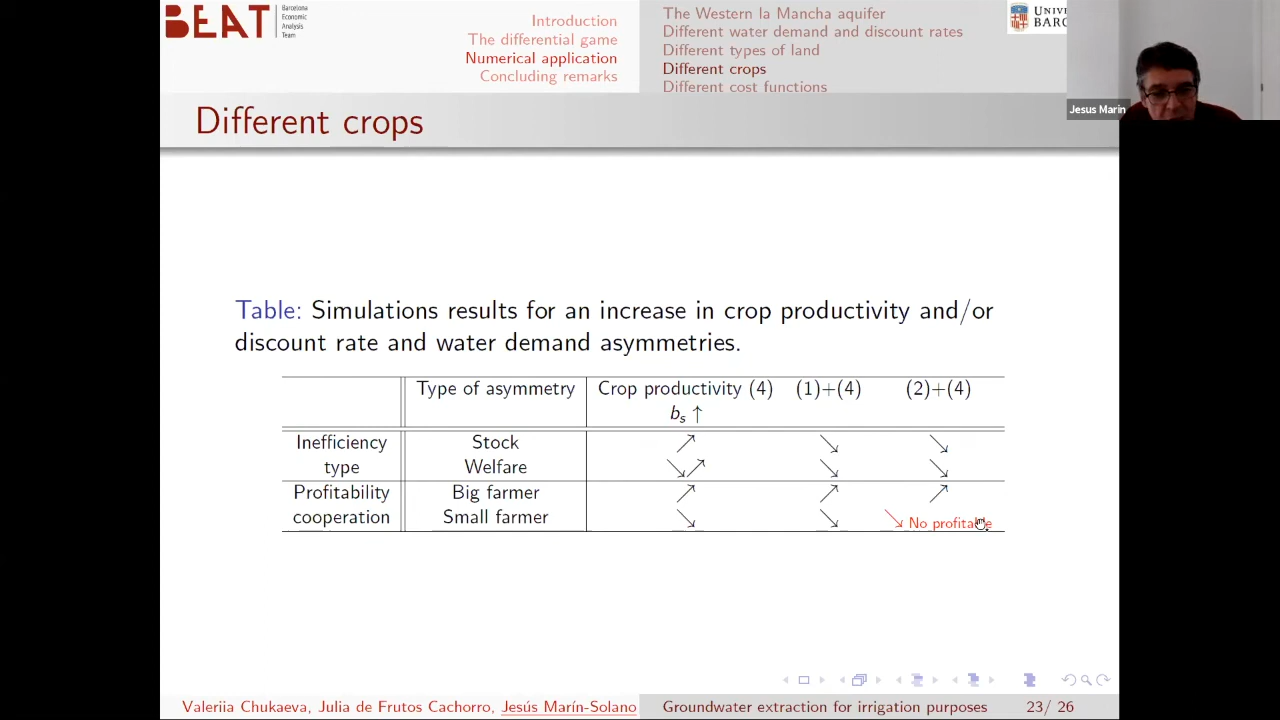 BEAT
Barcelona
Economic
Analysis
Team
Introduction
The differential game
Numerical application
Concluding remarks
The Western la Mancha aquifer
Different water demand and discount rates
Different types of land
Different crops
Different cost functions
Jesus Marin
Different crops
Table: Simulations results for an increase in crop productivity and/or
discount rate and water demand asymmetries.
Type of asymmetry Crop productivity (4) (1)+(4) (2)+(4)
bₛ ↑
Inefficiency Stock ↗ ↘ ↘
type Welfare ↘↗ ↘ ↘
Profitability Big farmer ↗ ↗ ↗
cooperation Small farmer ↘ ↘ ↘ No profitable
Valeriia Chukaeva, Julia de Frutos Cachorro, Jesús Marín-Solano
Groundwater extraction for irrigation purposes
23/ 26